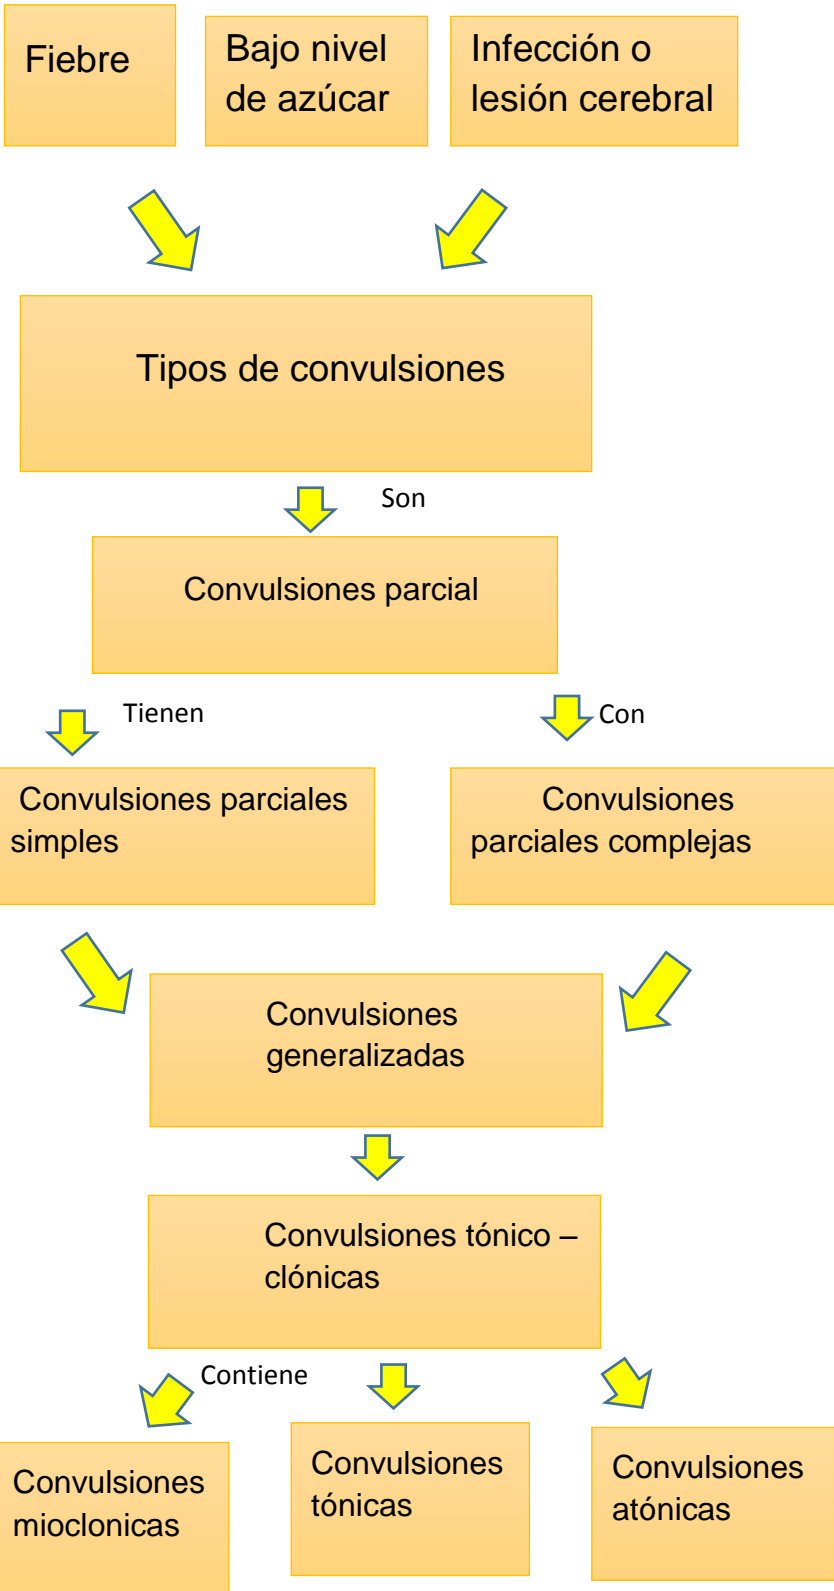 Fiebre
Bajo nivel
de azúcar
Infección o
lesión cerebral
Tipos de convulsiones
Son
Convulsiones parcial
Tienen
Con
Convulsiones parciales
simples
Convulsiones
parciales complejas
Convulsiones
generalizadas
Convulsiones tónico –
clónicas
Contiene
Convulsiones
mioclonicas
Convulsiones
tónicas
Convulsiones
atónicas